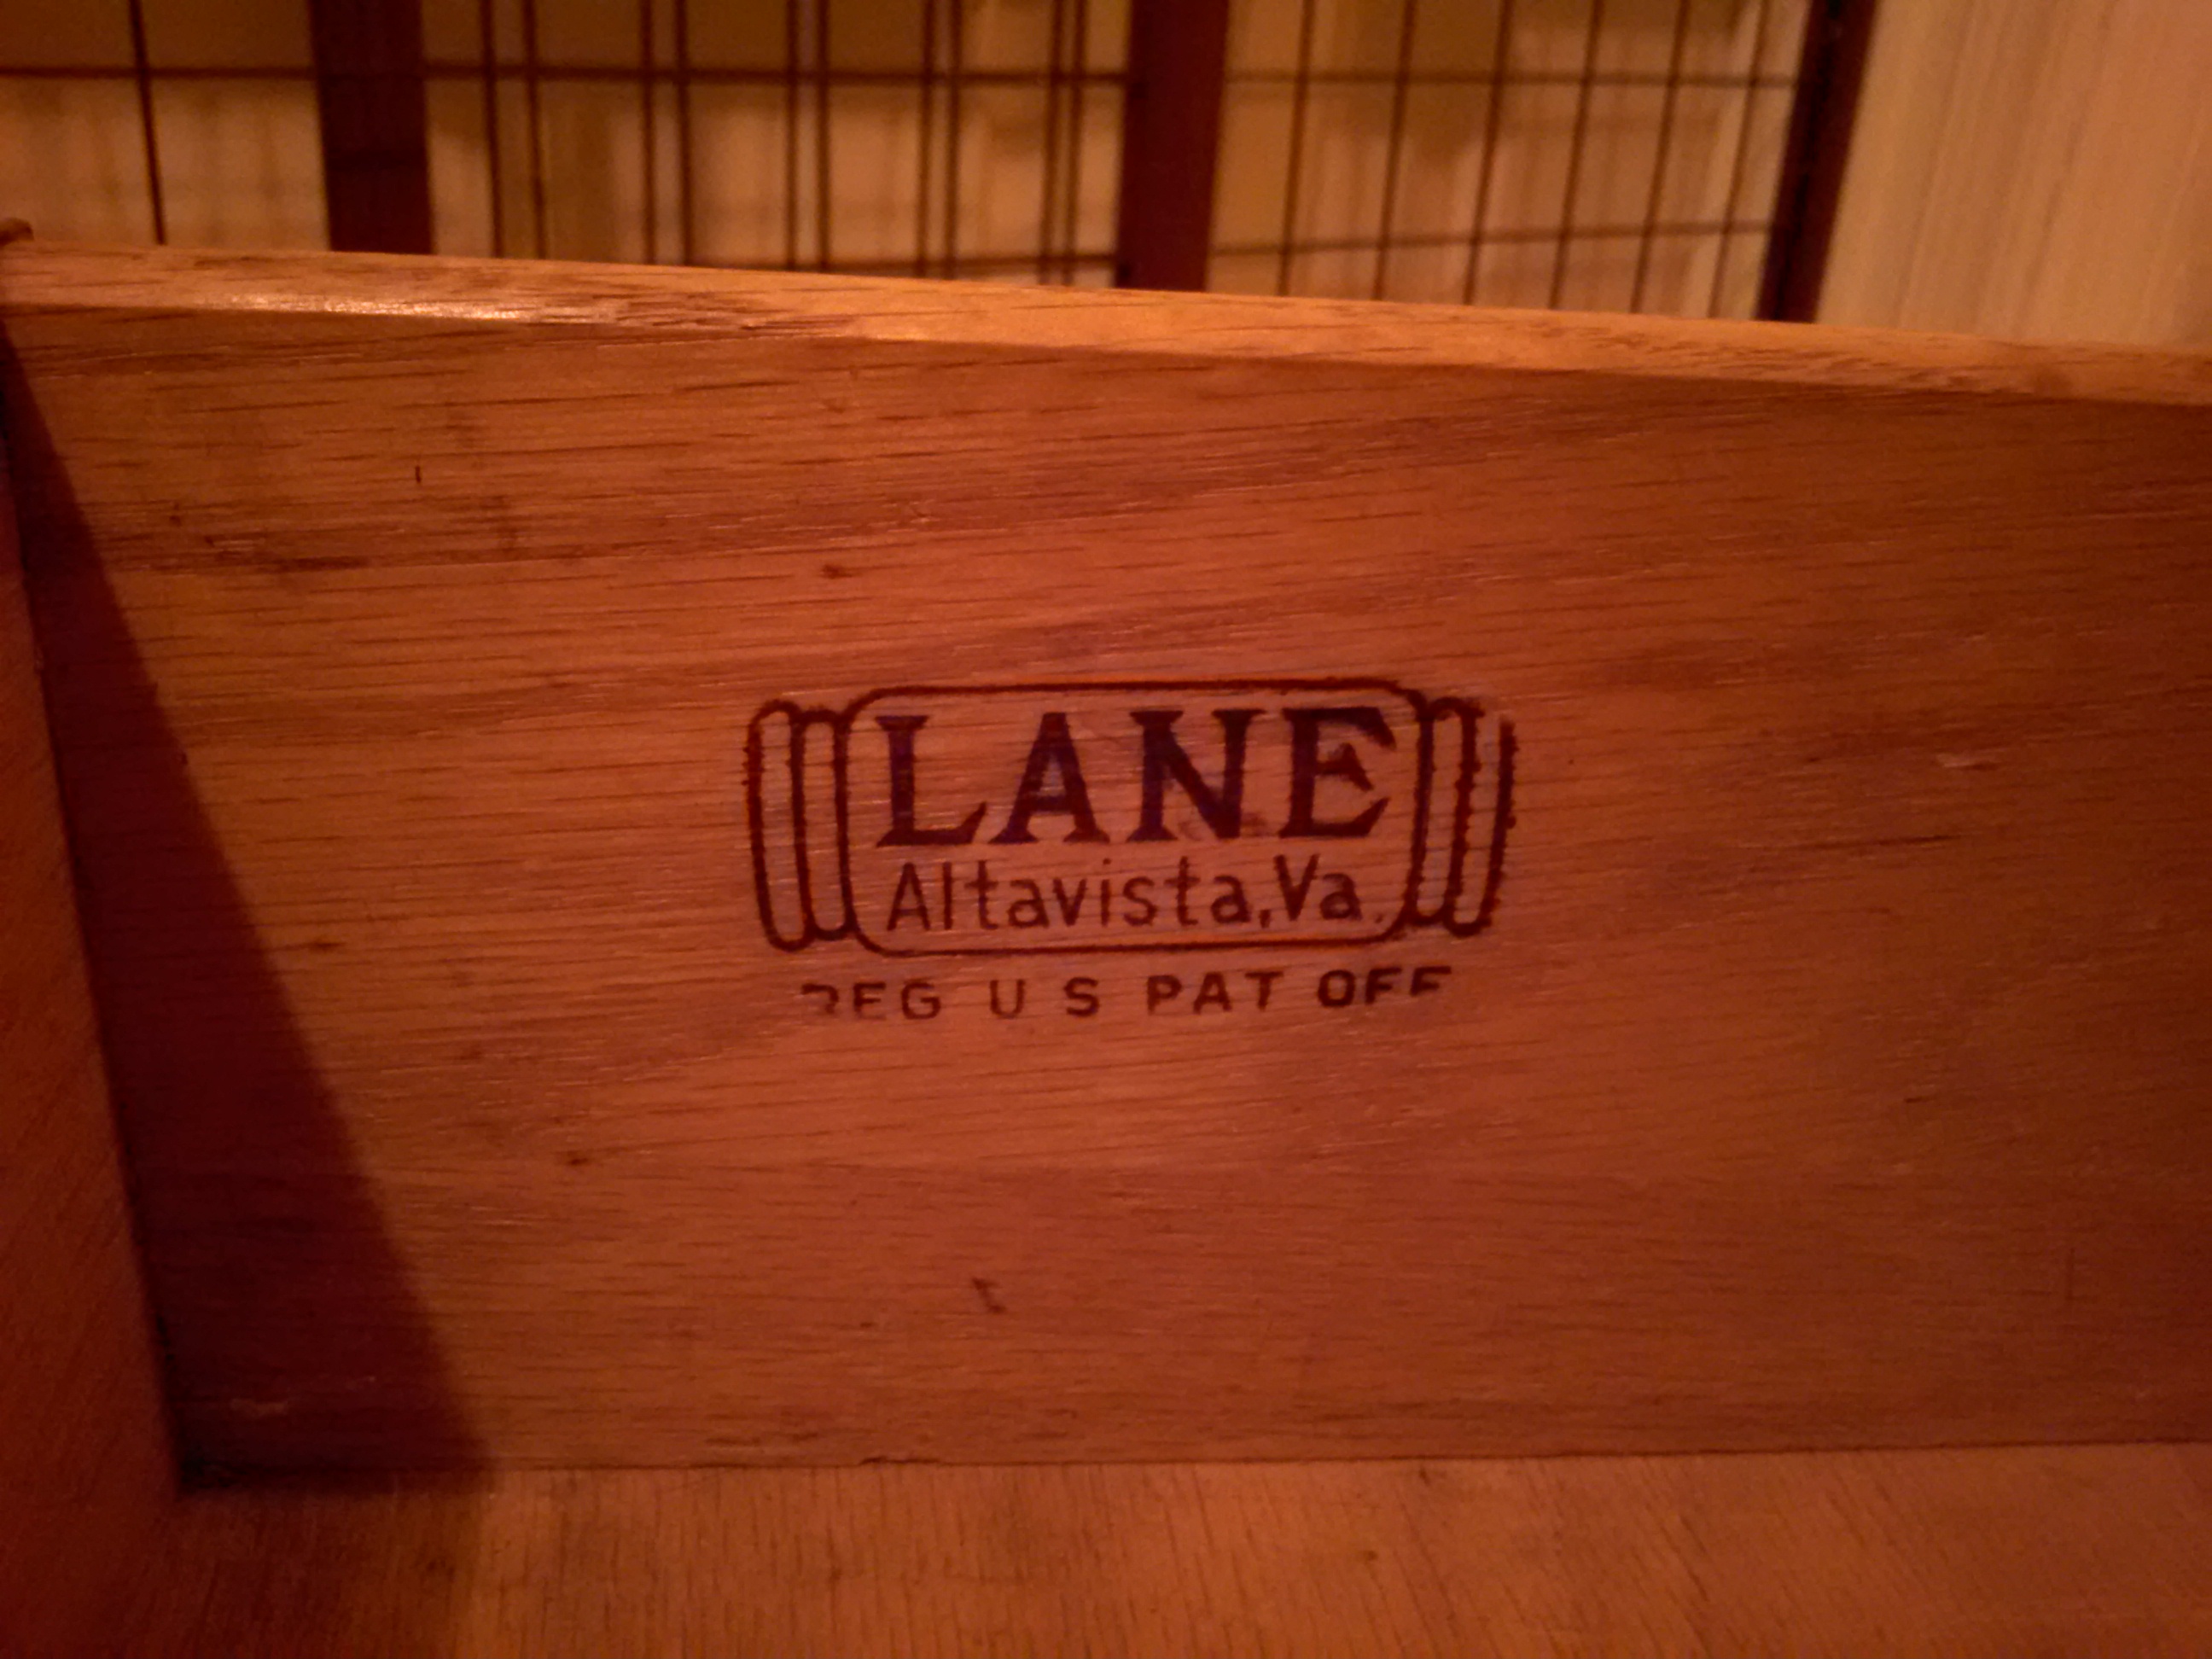 LANE
Altavista, Va.
REG U S PAT OFF